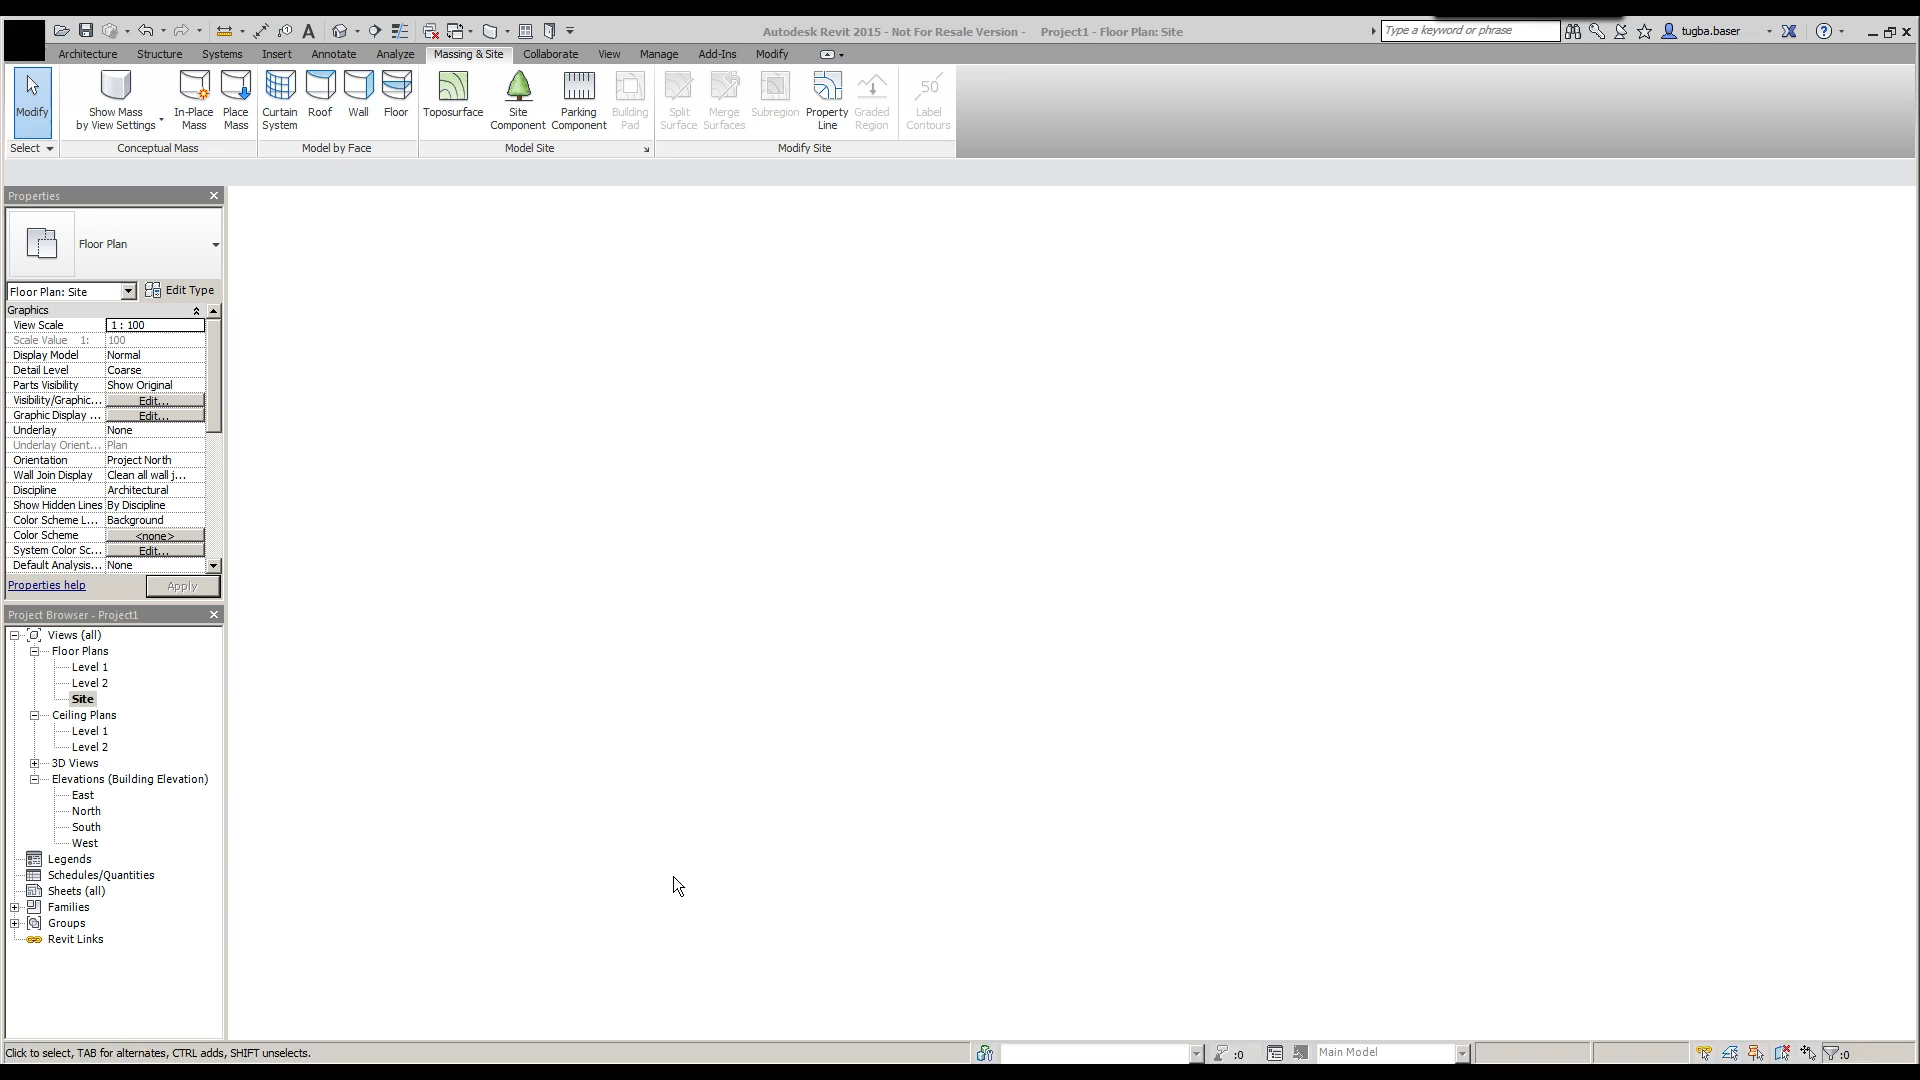 Autodesk Revit 2015 - Not For Resale Version - Project1 - Floor Plan: Site
Type a keyword or phrase
tugba.baser
Architecture Structure Systems Insert Annotate Analyze Massing & Site Collaborate View Manage Add-Ins Modify
Modify
Show Mass by View Settings
In-Place Mass
Place Mass
Curtain System
Roof
Wall
Floor
Toposurface
Site Component
Parking Component
Building Pad
Split Surface
Merge Surfaces
Subregion
Property Line
Graded Region
50
Label Contours
Select
Conceptual Mass
Model by Face
Model Site
Modify Site
Properties
Floor Plan
Floor Plan: Site
Edit Type
Graphics
View Scale 1 : 100
Scale Value 1: 100
Display Model Normal
Detail Level Coarse
Parts Visibility Show Original
Visibility/Graphic... Edit...
Graphic Display ... Edit...
Underlay None
Underlay Orient... Plan
Orientation Project North
Wall Join Display Clean all wall j...
Discipline Architectural
Show Hidden Lines By Discipline
Color Scheme L... Background
Color Scheme <none>
System Color Sc... Edit...
Default Analysis... None
Properties help
Apply
Project Browser - Project1
Views (all)
Floor Plans
Level 1
Level 2
Site
Ceiling Plans
Level 1
Level 2
3D Views
Elevations (Building Elevation)
East
North
South
West
Legends
Schedules/Quantities
Sheets (all)
Families
Groups
Revit Links
Click to select, TAB for alternates, CTRL adds, SHIFT unselects.
:0
Main Model
:0